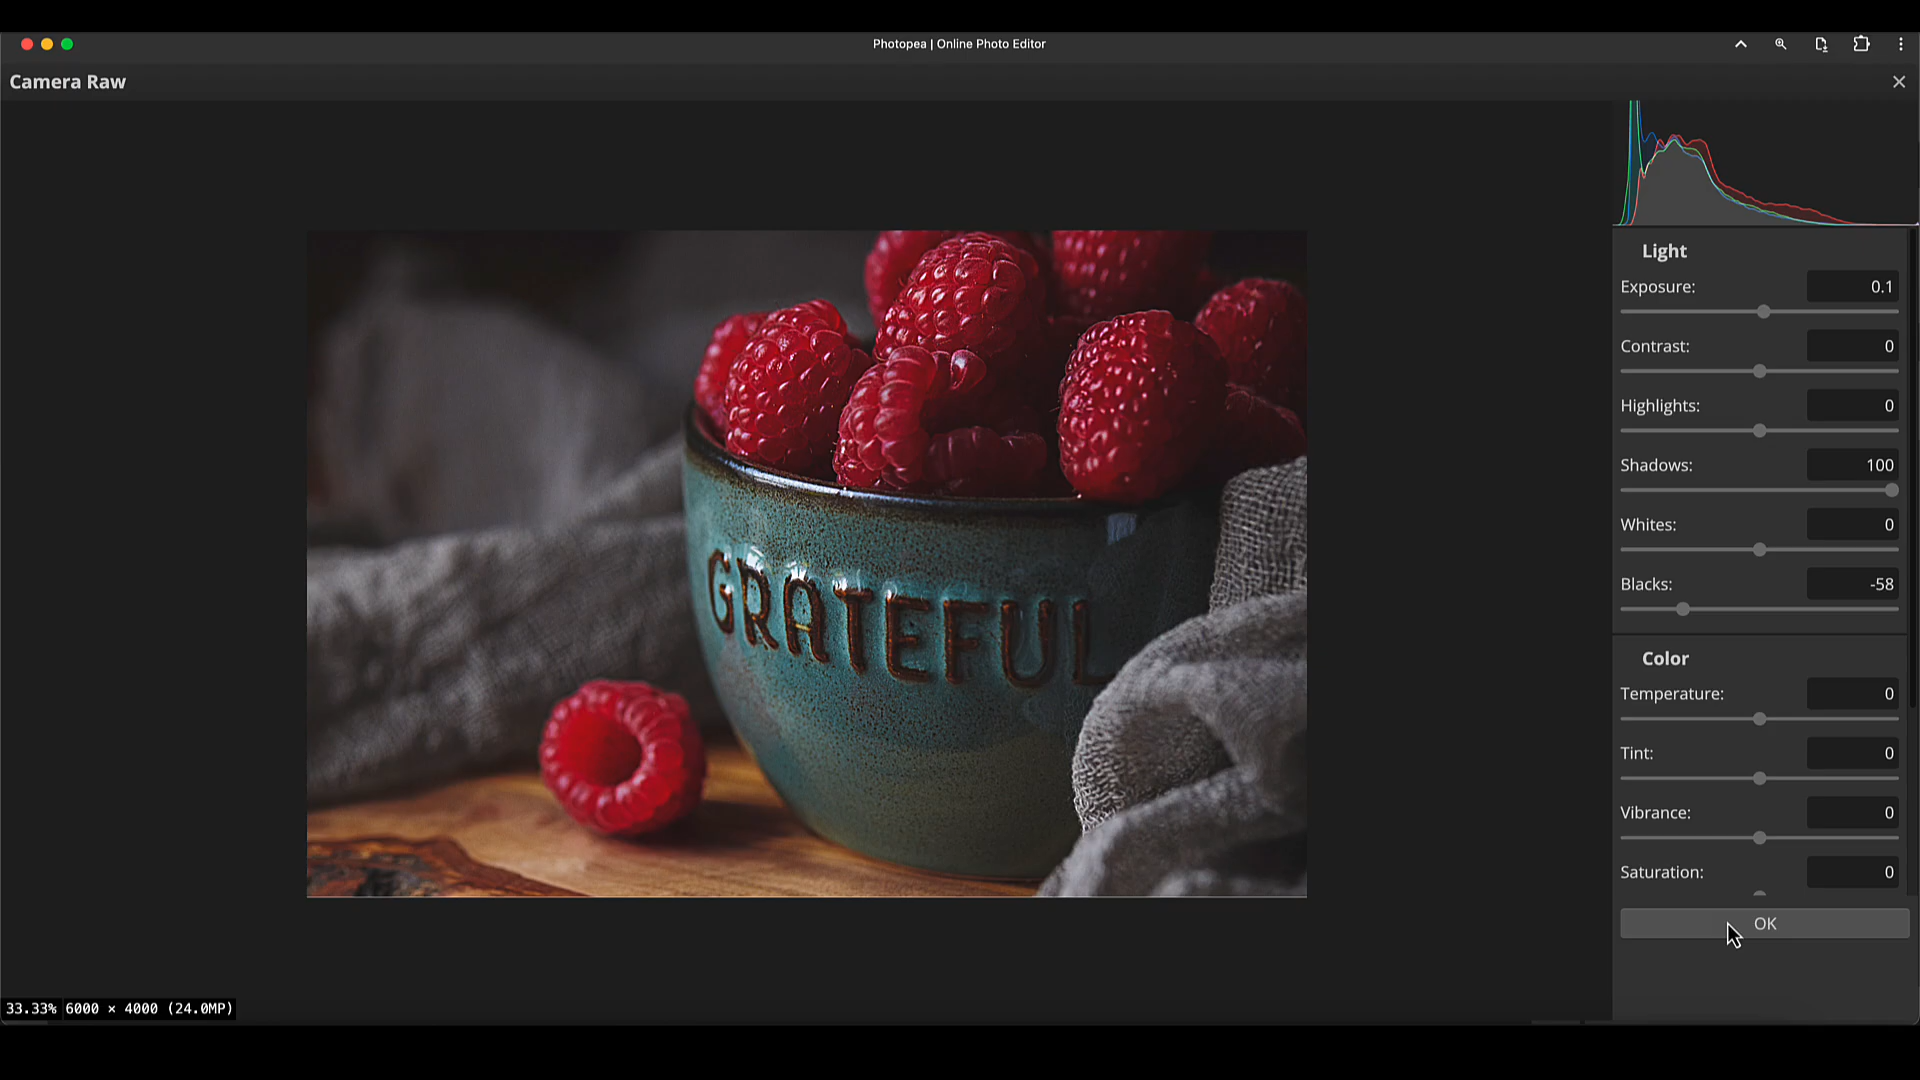 Photopea | Online Photo Editor
Camera Raw
Light
Exposure: 0.1
Contrast: 0
Highlights: 0
Shadows: 100
Whites: 0
Blacks: -58
Color
Temperature: 0
Tint: 0
Vibrance: 0
Saturation: 0
OK
GRATEFUL
33.33% 6000 × 4000 (24.0MP)